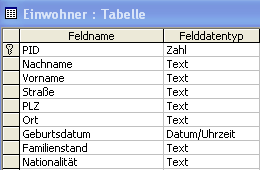 Einwohner : Tabelle
Feldname Felddatentyp
PID Zahl
Nachname Text
Vorname Text
Straße Text
PLZ Text
Ort Text
Geburtsdatum Datum/Uhrzeit
Familienstand Text
Nationalität Text